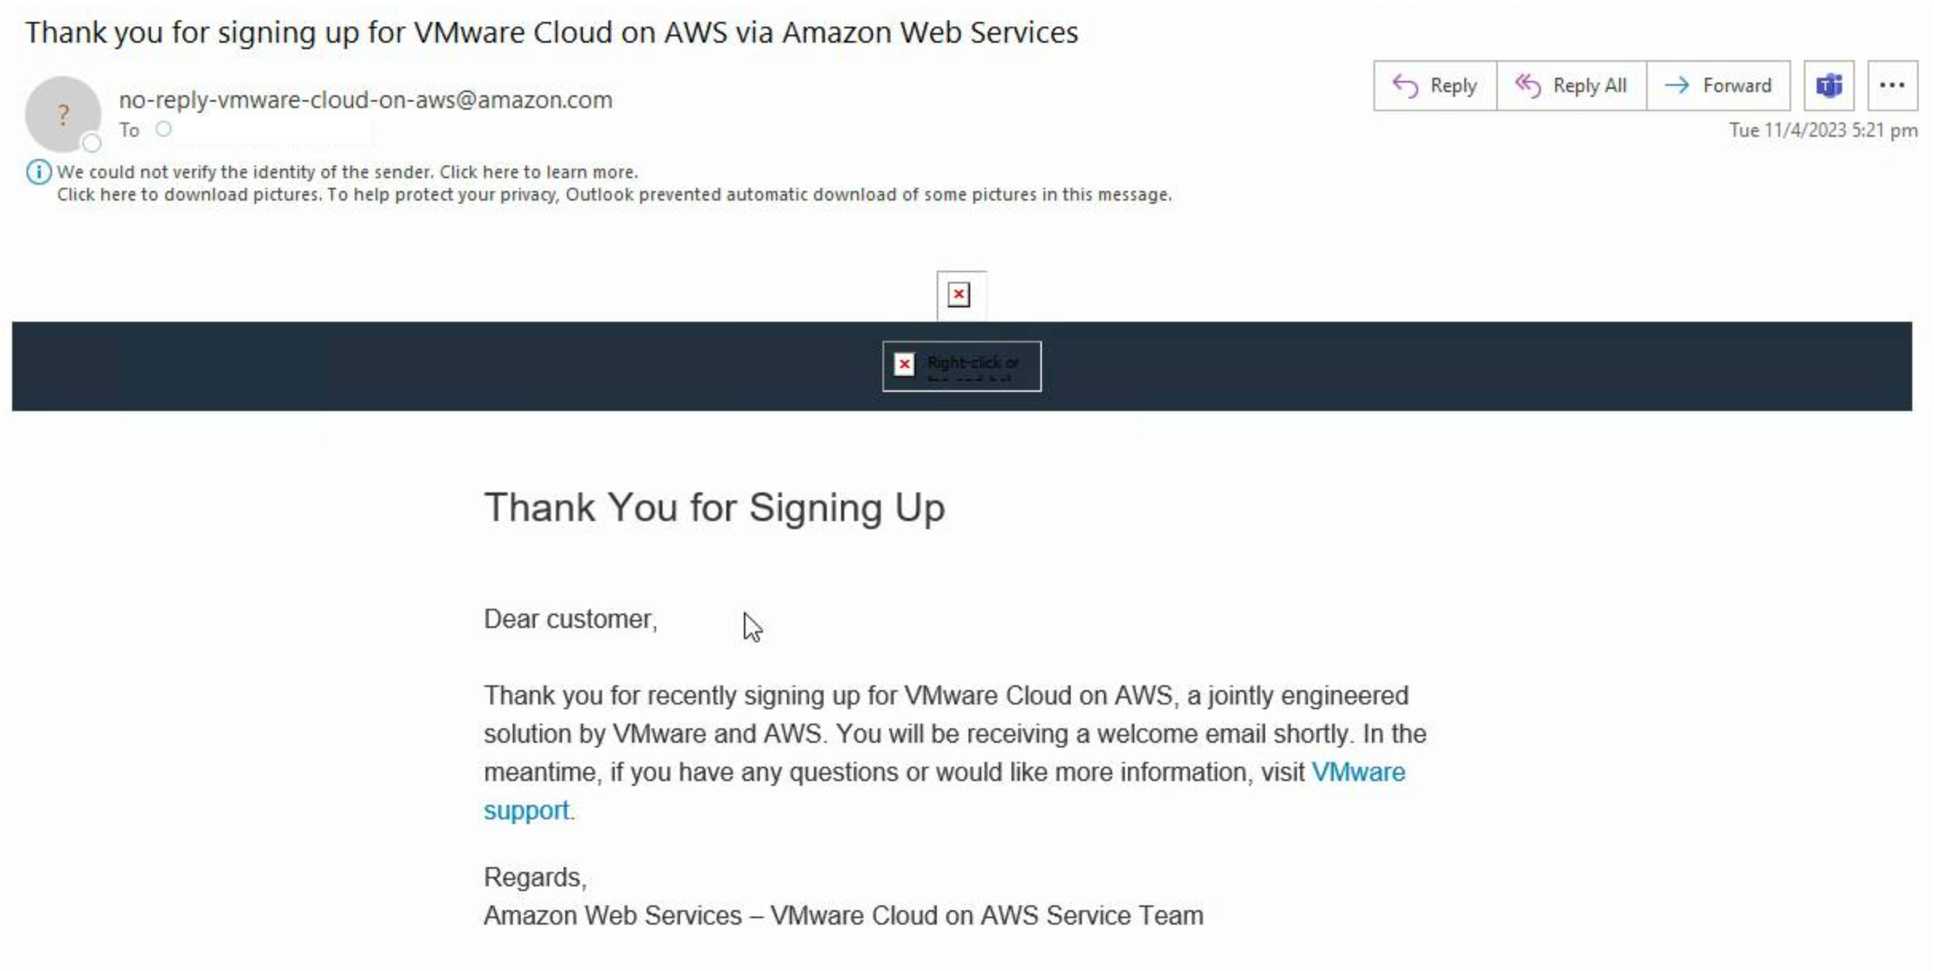 Thank you for signing up for VMware Cloud on AWS via Amazon Web Services
?
no-reply-vmware-cloud-on-aws@amazon.com
To
Reply
Reply All
Forward
Tue 11/4/2023 5:21 pm
We could not verify the identity of the sender. Click here to learn more.
Click here to download pictures. To help protect your privacy, Outlook prevented automatic download of some pictures in this message.
Right-click or
Thank You for Signing Up
Dear customer,
Thank you for recently signing up for VMware Cloud on AWS, a jointly engineered
solution by VMware and AWS. You will be receiving a welcome email shortly. In the
meantime, if you have any questions or would like more information, visit VMware
support.
Regards,
Amazon Web Services – VMware Cloud on AWS Service Team